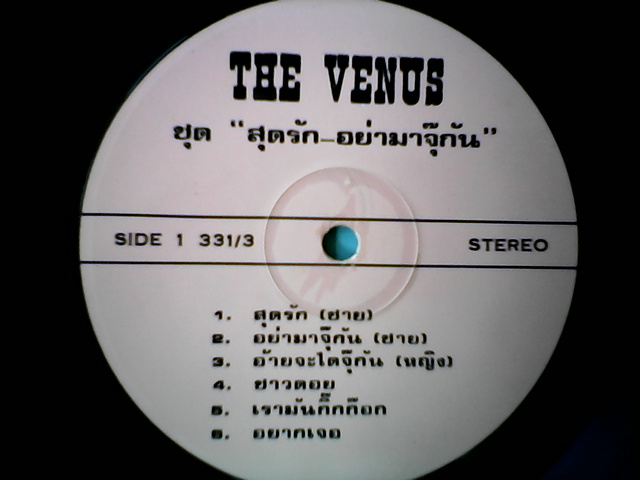 THE VENUS
ชุด "สุดรัก-อย่ามาจุ๊กัน"
SIDE 1 331/3 STEREO
1. สุดรัก (ชาย)
2. อย่ามาจุ๊กัน (ชาย)
3. อ้ายจะโตจุ๊กัน (หญิง)
4. ชาวดอย
5. เรามันกิ๊กก๊อก
6. อยากเจอ